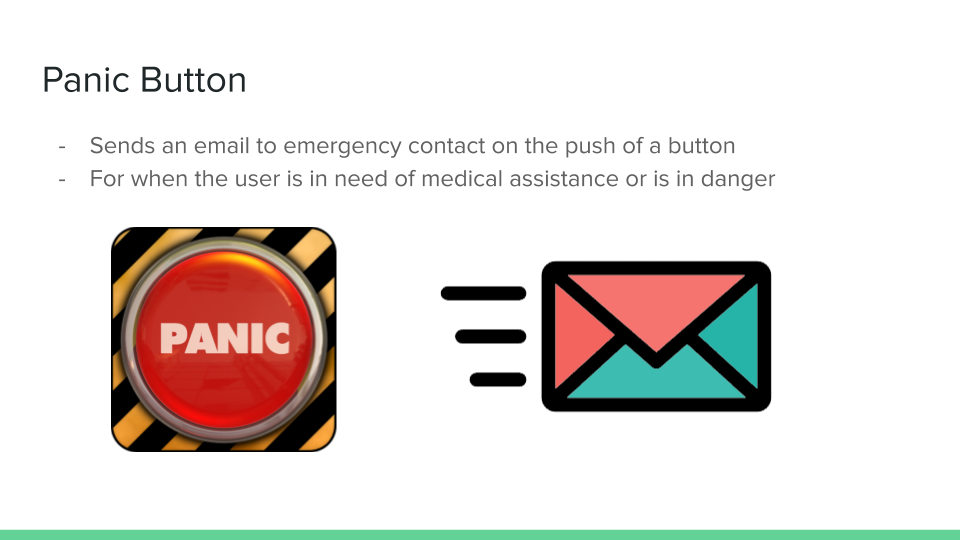 Panic Button
- Sends an email to emergency contact on the push of a button
- For when the user is in need of medical assistance or is in danger
PANIC